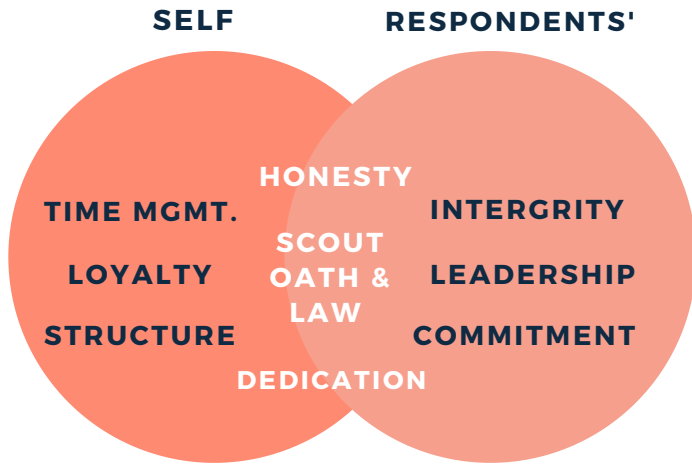 SELF
RESPONDENTS'
HONESTY
TIME MGMT.
INTERGRITY
SCOUT
OATH &
LAW
LOYALTY
LEADERSHIP
STRUCTURE
COMMITMENT
DEDICATION